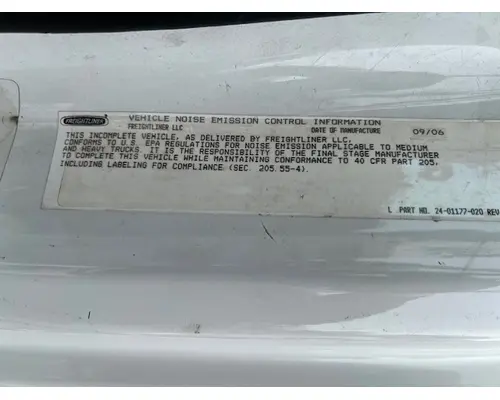 FREIGHTLINER
VEHICLE NOISE EMISSION CONTROL INFORMATION
FREIGHTLINER LLC DATE OF MANUFACTURE 09/06
THIS INCOMPLETE VEHICLE, AS DELIVERED BY FREIGHTLINER LLC,
CONFORMS TO U.S. EPA REGULATIONS FOR NOISE EMISSION APPLICABLE TO MEDIUM
AND HEAVY TRUCKS. IT IS THE RESPONSIBILITY OF THE FINAL STAGE MANUFACTURER
TO COMPLETE THIS VEHICLE WHILE MAINTAINING CONFORMANCE TO 40 CFR PART 205,
INCLUDING LABELING FOR COMPLIANCE (SEC. 205.55-4).
L PART NO. 24-01177-020 REV